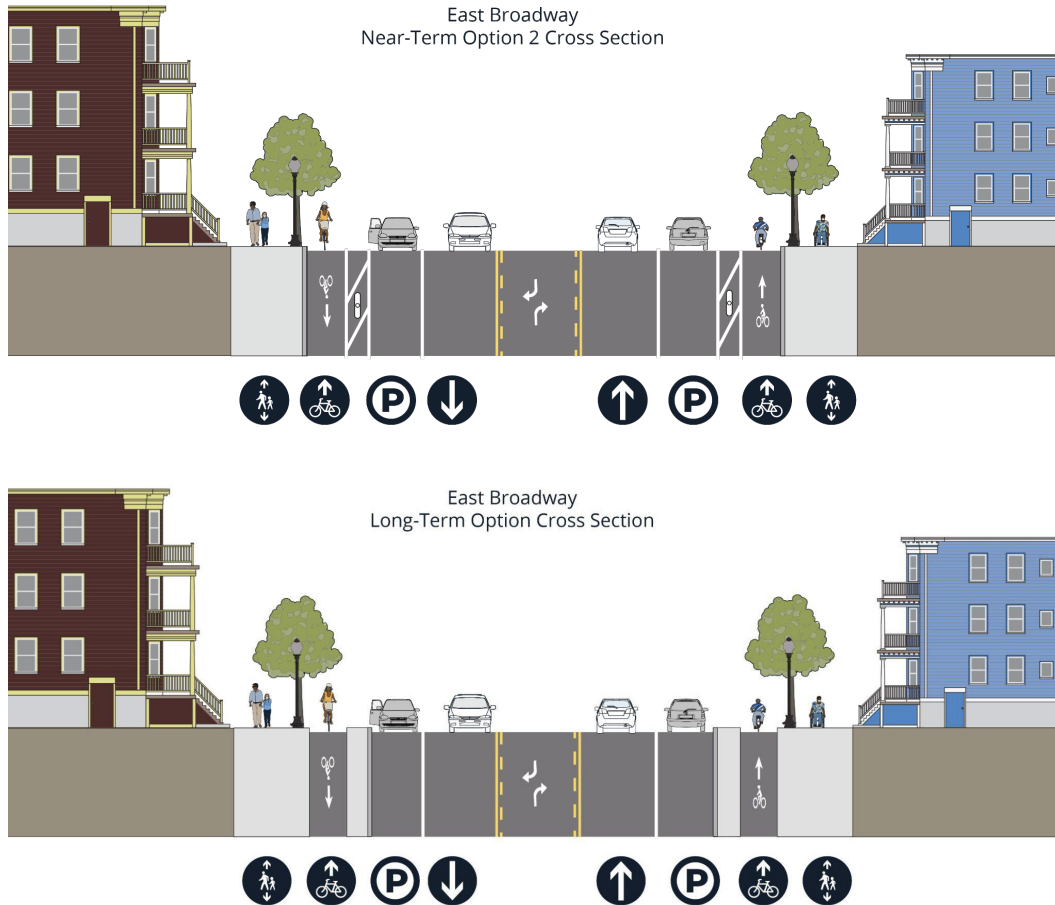 East Broadway
Near-Term Option 2 Cross Section
P
P
East Broadway
Long-Term Option Cross Section
P
P